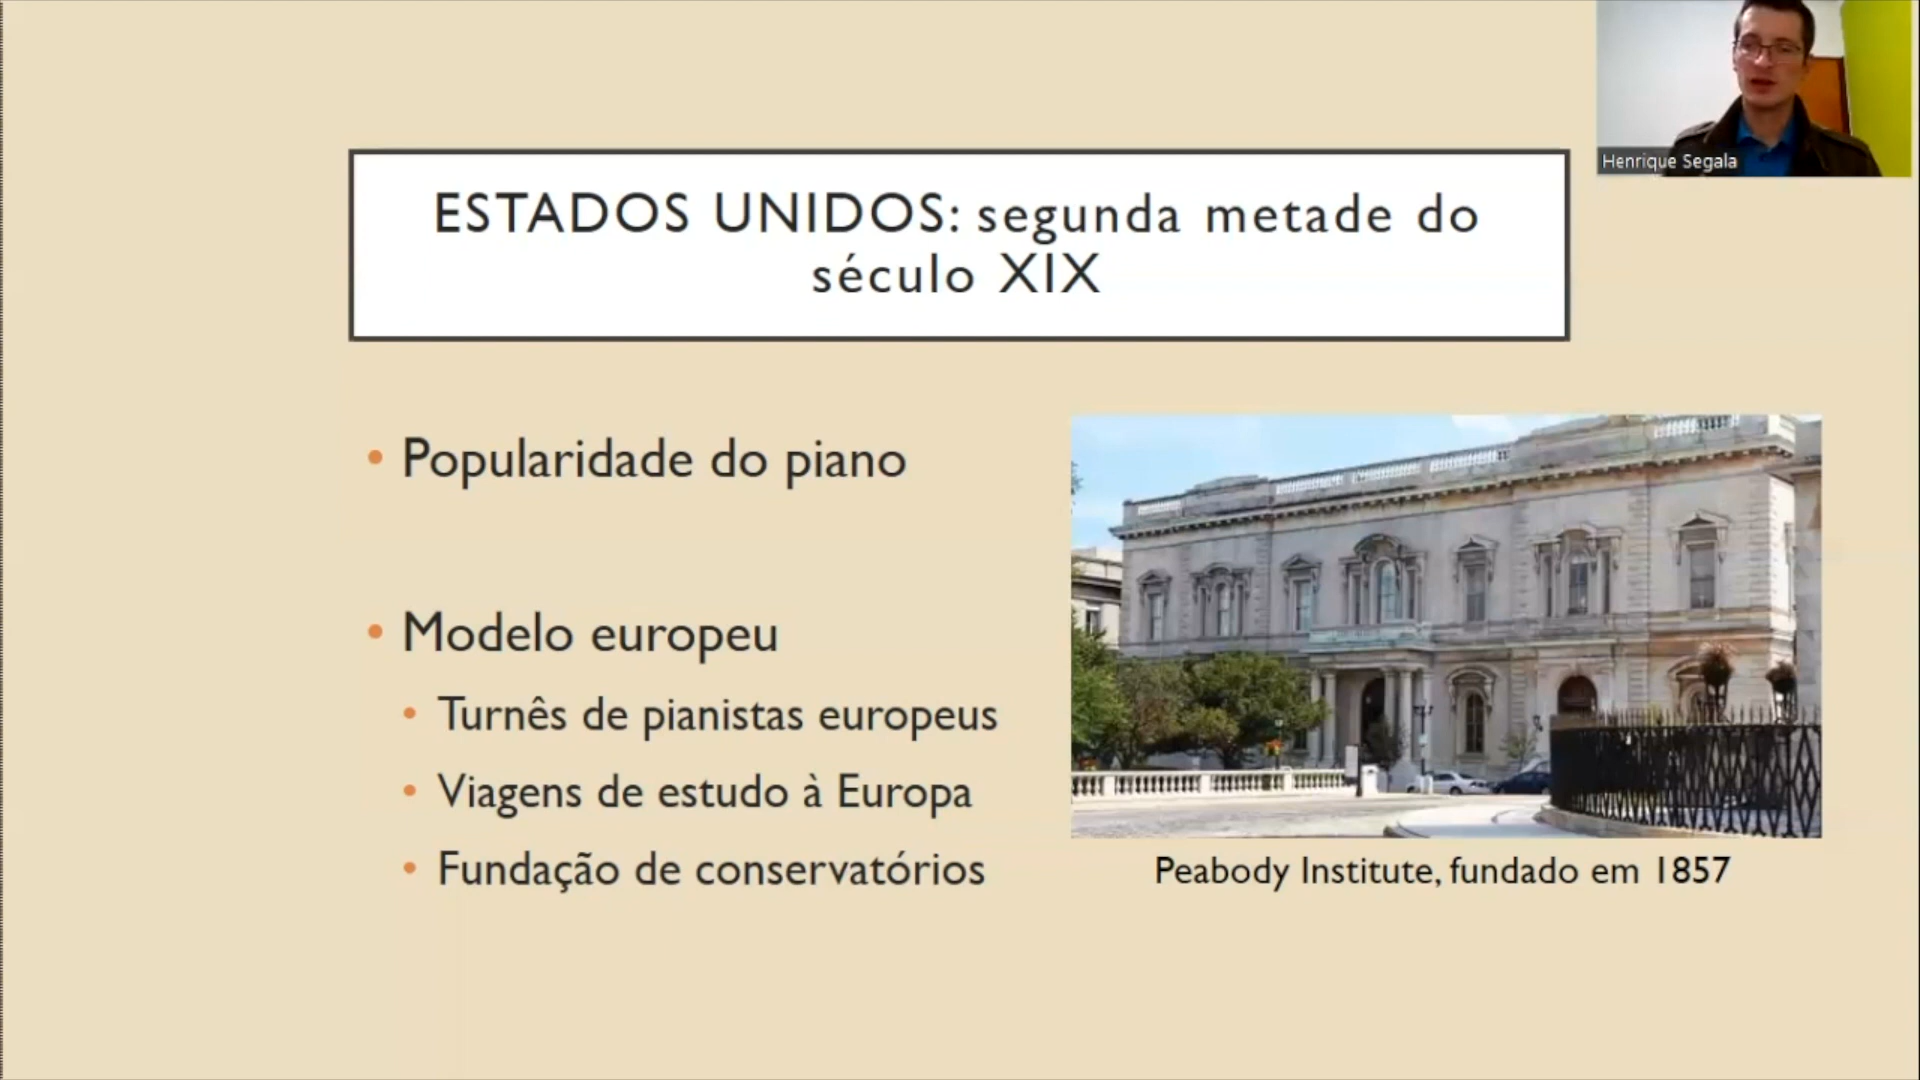 Henrique Segala
ESTADOS UNIDOS: segunda metade do
século XIX
• Popularidade do piano
• Modelo europeu
• Turnês de pianistas europeus
• Viagens de estudo à Europa
• Fundação de conservatórios
Peabody Institute, fundado em 1857